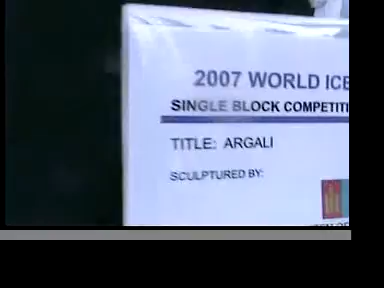 2007 WORLD ICE
SINGLE BLOCK COMPETITI
TITLE: ARGALI
SCULPTURED BY: